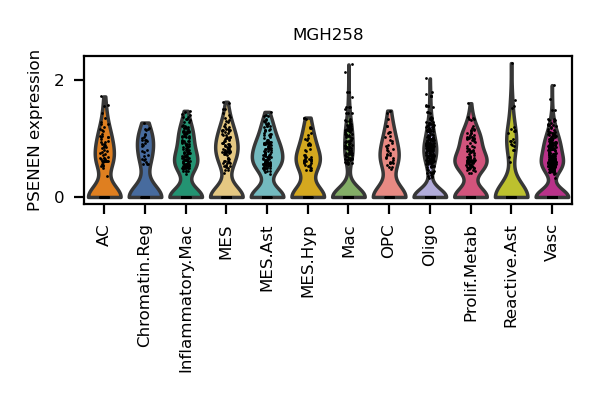 MGH258
PSENEN expression
2
0
AC
Chromatin.Reg
Inflammatory.Mac
MES
MES.Ast
MES.Hyp
Mac
OPC
Oligo
Prolif.Metab
Reactive.Ast
Vasc